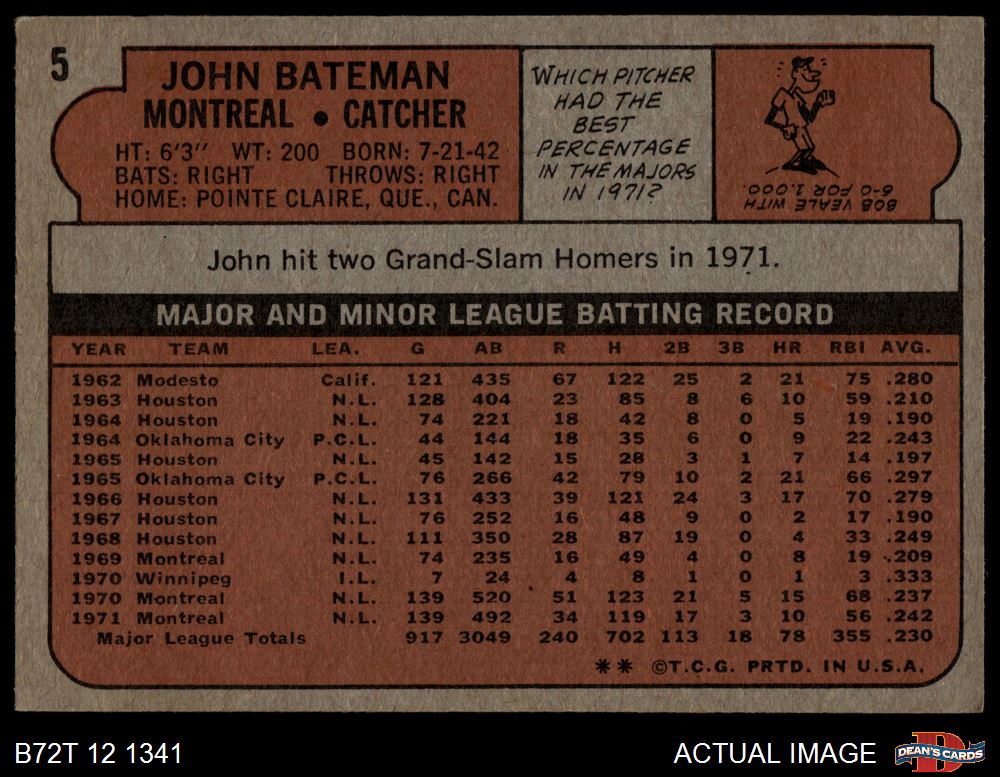 5
JOHN BATEMAN
MONTREAL • CATCHER
HT: 6'3" WT: 200 BORN: 7-21-42
BATS: RIGHT THROWS: RIGHT
HOME: POINTE CLAIRE, QUE., CAN.
WHICH PITCHER
HAD THE
BEST
PERCENTAGE
IN THE MAJORS
IN 1971?
BOB VEALE WITH
6-0 FOR 1.000.
John hit two Grand-Slam Homers in 1971.
MAJOR AND MINOR LEAGUE BATTING RECORD
YEAR TEAM LEA. G AB R H 2B 3B HR RBI AVG.
1962 Modesto Calif. 121 435 67 122 25 2 21 75 .280
1963 Houston N.L. 128 404 23 85 8 6 10 59 .210
1964 Houston N.L. 74 221 18 42 8 0 5 19 .190
1964 Oklahoma City P.C.L. 44 144 18 35 6 0 9 22 .243
1965 Houston N.L. 45 142 15 28 3 1 7 14 .197
1965 Oklahoma City P.C.L. 76 266 42 79 10 2 21 66 .297
1966 Houston N.L. 131 433 39 121 24 3 17 70 .279
1967 Houston N.L. 76 252 16 48 9 0 2 17 .190
1968 Houston N.L. 111 350 28 87 19 0 4 33 .249
1969 Montreal N.L. 74 235 16 49 4 0 8 19 .209
1970 Winnipeg I.L. 7 24 4 8 1 0 1 3 .333
1970 Montreal N.L. 139 520 51 123 21 5 15 68 .237
1971 Montreal N.L. 139 492 34 119 17 3 10 56 .242
Major League Totals 917 3049 240 702 113 18 78 355 .230
** ©T.C.G. PRTD. IN U.S.A.
B72T 12 1341
ACTUAL IMAGE
DEAN'S CARDS